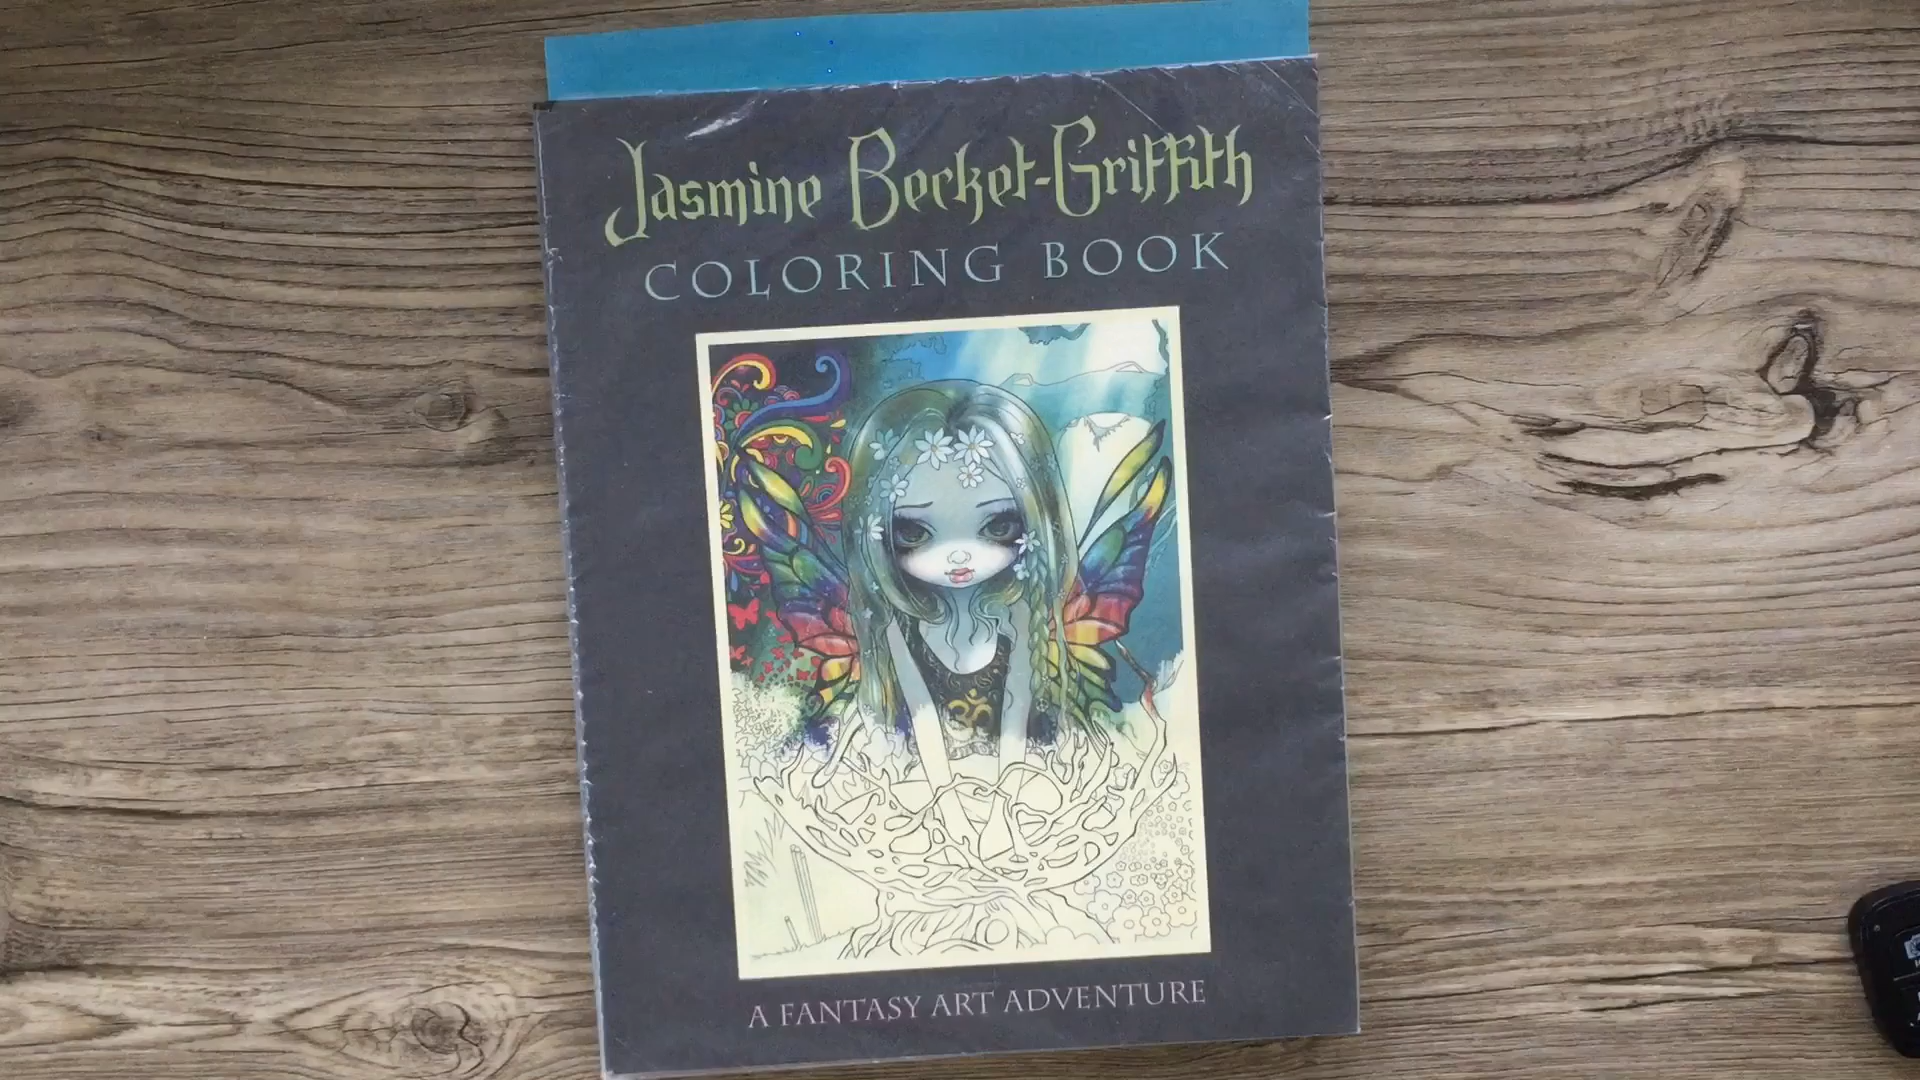 Jasmine Becket-Griffith
COLORING BOOK
ॐ
A FANTASY ART ADVENTURE